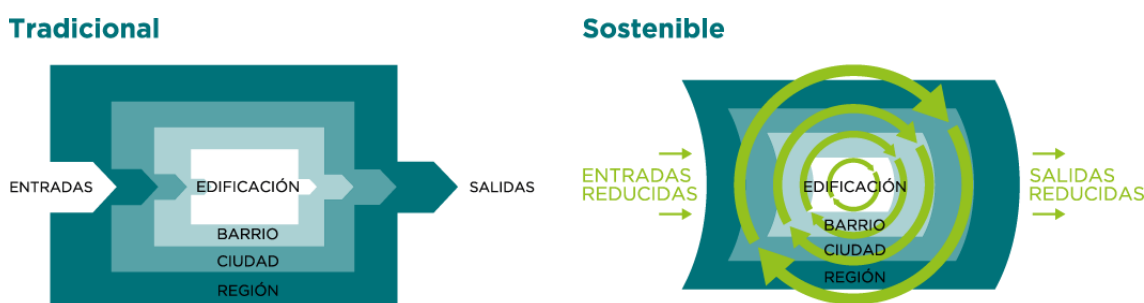 Tradicional
ENTRADAS
EDIFICACIÓN
SALIDAS
BARRIO
CIUDAD
REGIÓN
Sostenible
ENTRADAS
REDUCIDAS
EDIFICACIÓN
SALIDAS
REDUCIDAS
BARRIO
CIUDAD
REGIÓN